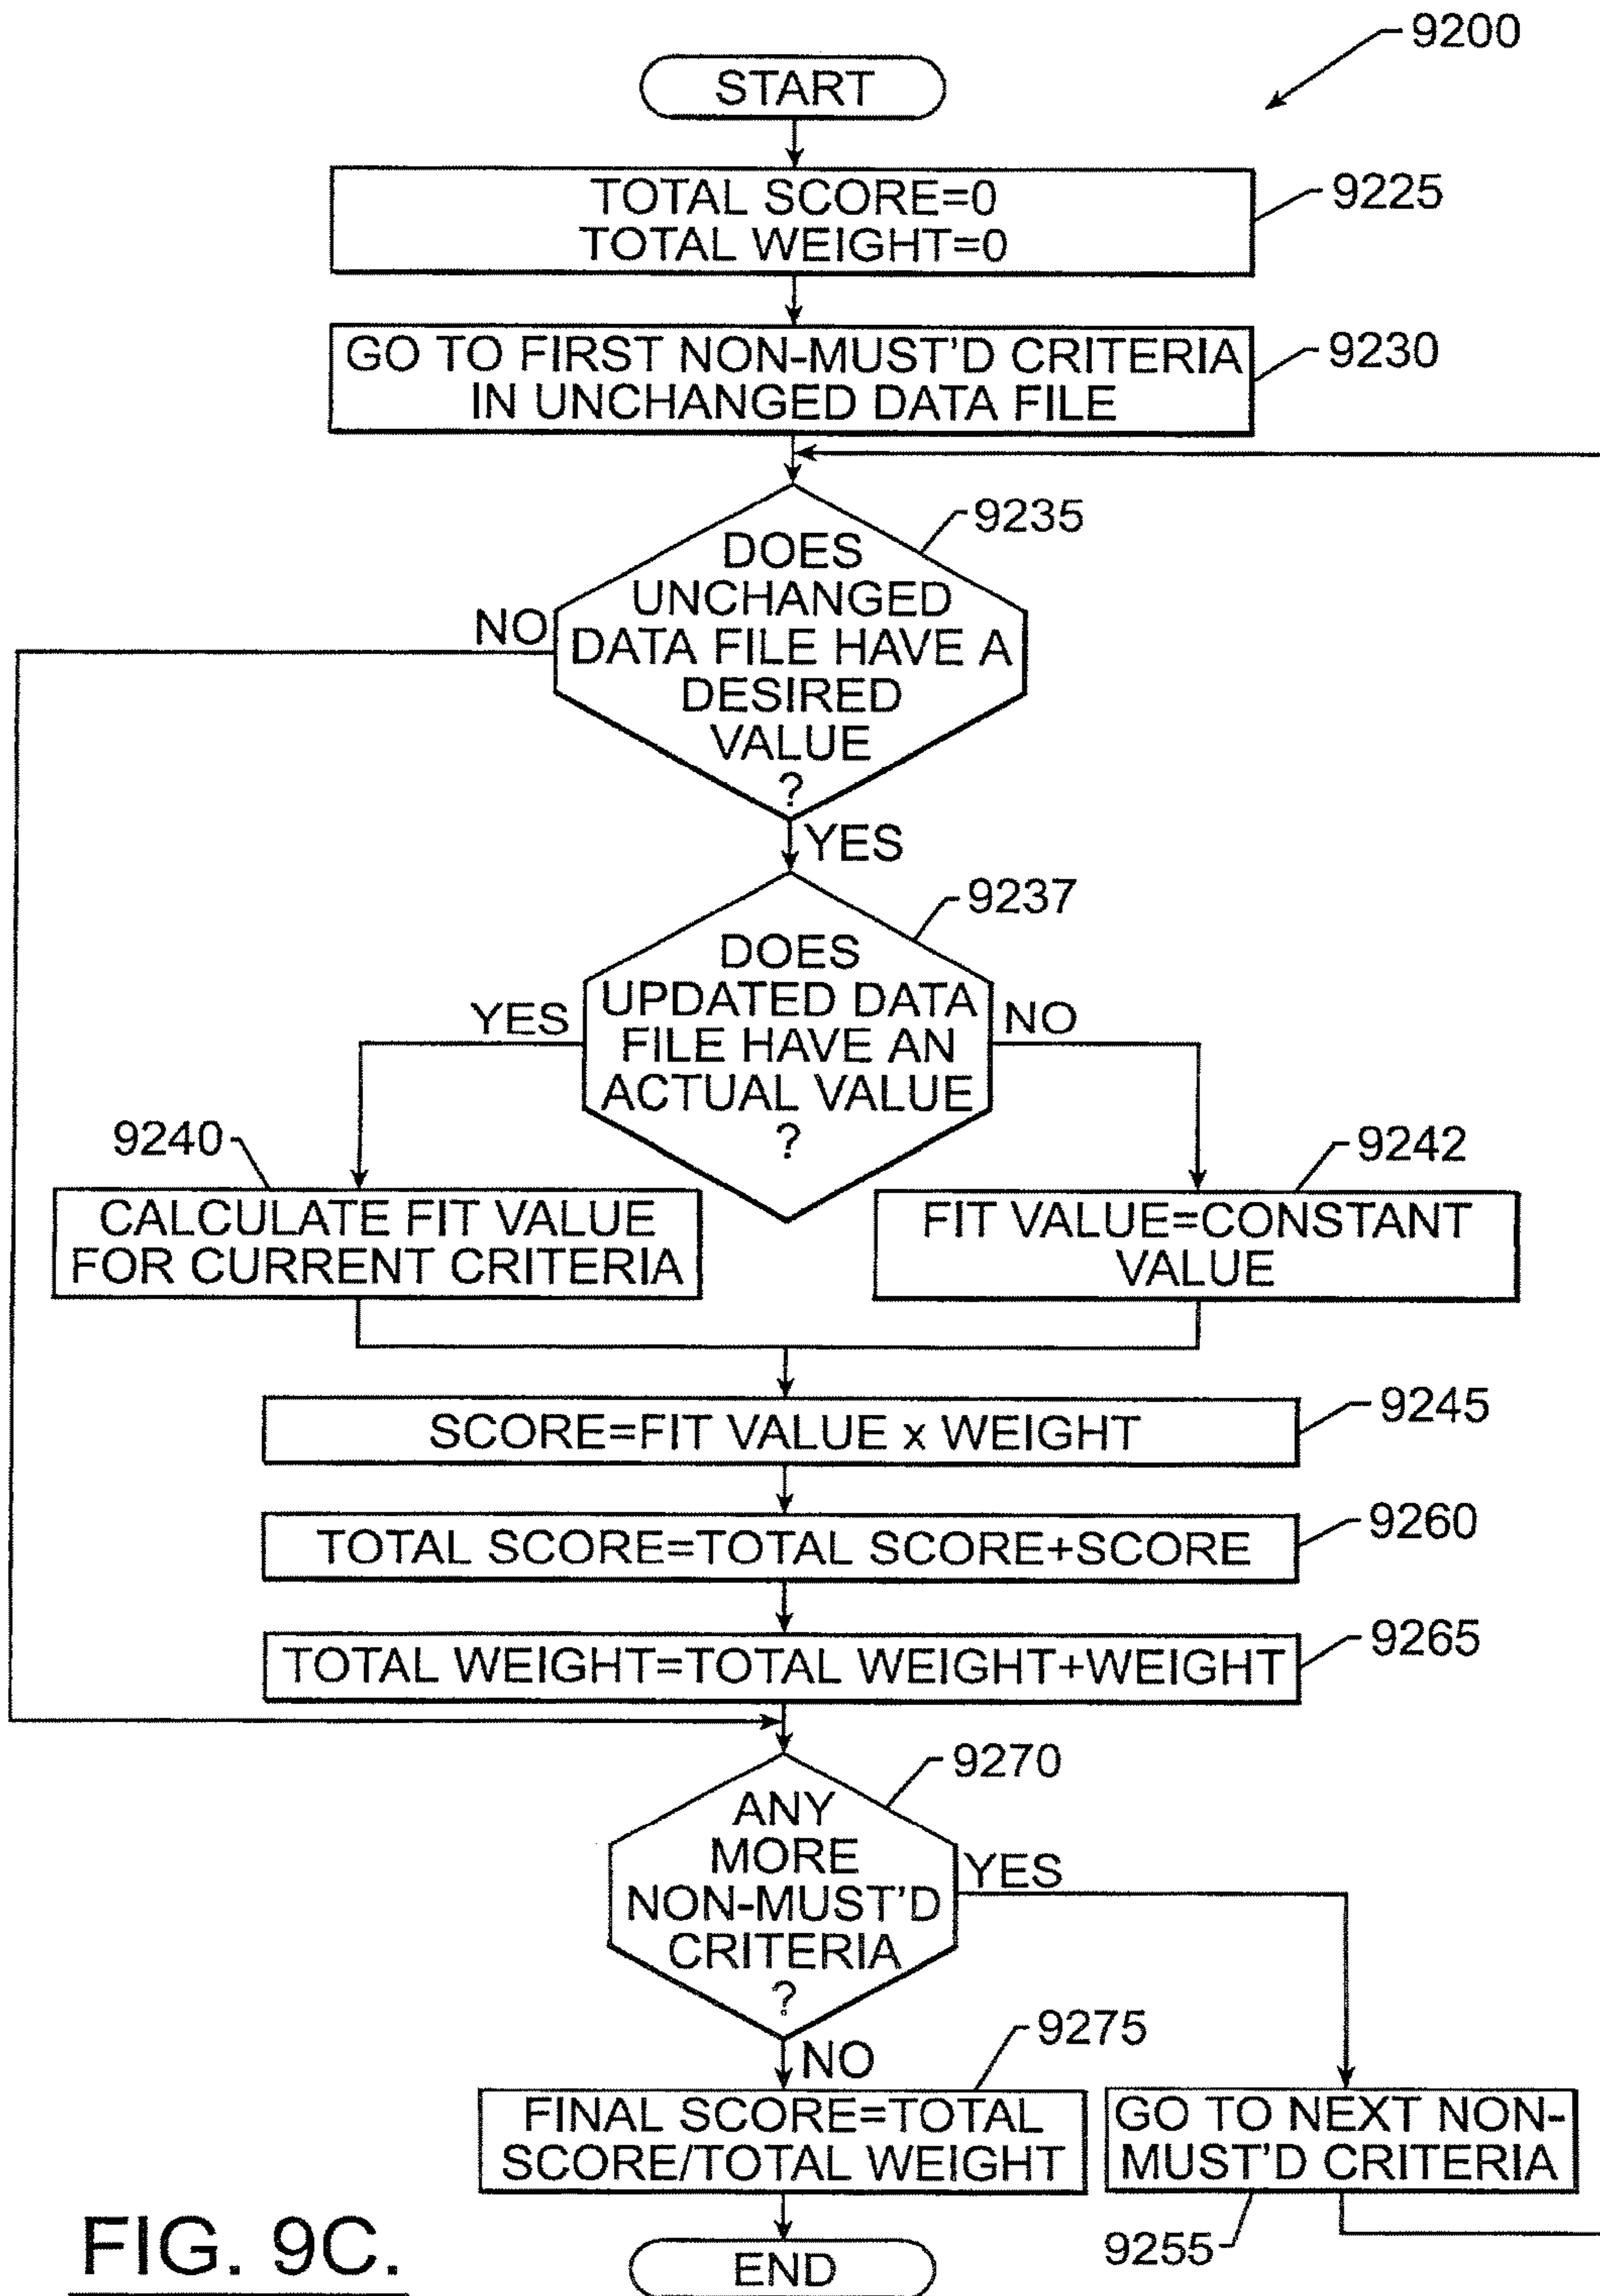 9200
START
TOTAL SCORE=0
TOTAL WEIGHT=0
9225
GO TO FIRST NON-MUST'D CRITERIA
IN UNCHANGED DATA FILE
9230
9235
DOES
UNCHANGED
DATA FILE HAVE A
DESIRED
VALUE
?
NO
YES
9237
DOES
UPDATED DATA
FILE HAVE AN
ACTUAL VALUE
?
YES
NO
9240
CALCULATE FIT VALUE
FOR CURRENT CRITERIA
9242
FIT VALUE=CONSTANT
VALUE
SCORE=FIT VALUE x WEIGHT
9245
TOTAL SCORE=TOTAL SCORE+SCORE
9260
TOTAL WEIGHT=TOTAL WEIGHT+WEIGHT
9265
9270
ANY
MORE
NON-MUST'D
CRITERIA
?
YES
NO
9275
FINAL SCORE=TOTAL
SCORE/TOTAL WEIGHT
GO TO NEXT NON-
MUST'D CRITERIA
9255
END
FIG. 9C.